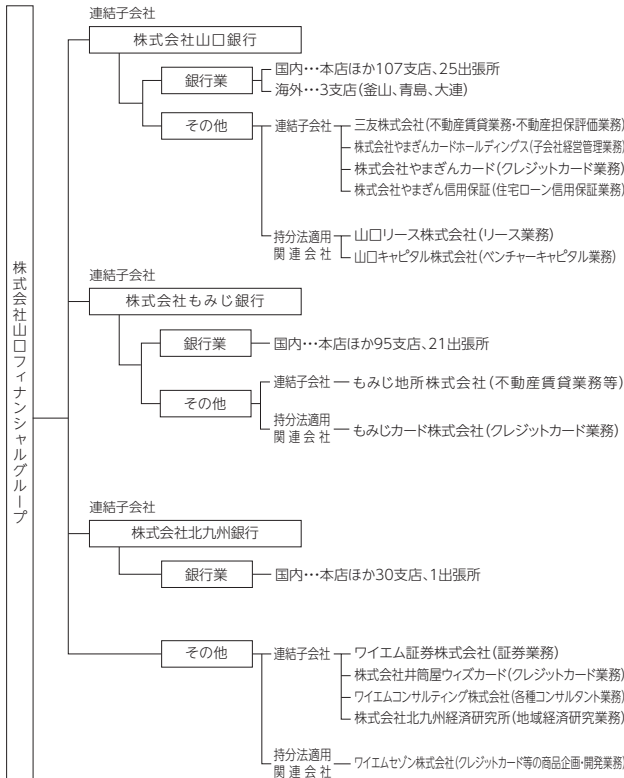 株式会社山口フィナンシャルグループ
連結子会社
株式会社山口銀行
銀行業
国内…本店ほか107支店、25出張所
海外…3支店(釜山、青島、大連)
その他
連結子会社
三友株式会社(不動産賃貸業務・不動産担保評価業務)
株式会社やまぎんカードホールディングス(子会社経営管理業務)
株式会社やまぎんカード(クレジットカード業務)
株式会社やまぎん信用保証(住宅ローン信用保証業務)
持分法適用
関連会社
山口リース株式会社(リース業務)
山口キャピタル株式会社(ベンチャーキャピタル業務)
連結子会社
株式会社もみじ銀行
銀行業
国内…本店ほか95支店、21出張所
その他
連結子会社
もみじ地所株式会社(不動産賃貸業務等)
持分法適用
関連会社
もみじカード株式会社(クレジットカード業務)
連結子会社
株式会社北九州銀行
銀行業
国内…本店ほか30支店、1出張所
その他
連結子会社
ワイエム証券株式会社(証券業務)
株式会社井筒屋ウィズカード(クレジットカード業務)
ワイエムコンサルティング株式会社(各種コンサルタント業務)
株式会社北九州経済研究所(地域経済研究業務)
持分法適用
関連会社
ワイエムセゾン株式会社(クレジットカード等の商品企画・開発業務)